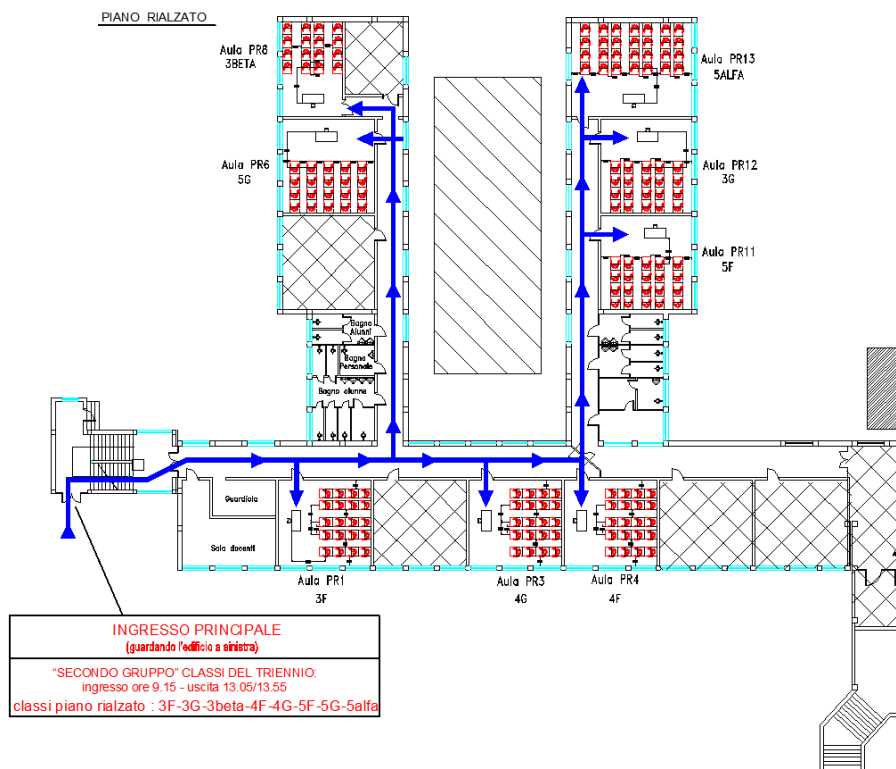 PIANO RIALZATO
Aula PR8
3BETA
Aula PR13
5ALFA
Aula PR6
5G
Aula PR12
3G
Aula PR11
5F
Bagno
Alunni
Bagno
Personale
Bagno alunne
Guardiola
Sala docenti
Aula PR1
3F
Aula PR3
4G
Aula PR4
4F
INGRESSO PRINCIPALE
(guardando l'edificio a sinistra)
"SECONDO GRUPPO" CLASSI DEL TRIENNIO:
ingresso ore 9.15 - uscita 13.05/13.55
classi piano rialzato : 3F-3G-3beta-4F-4G-5F-5G-5alfa